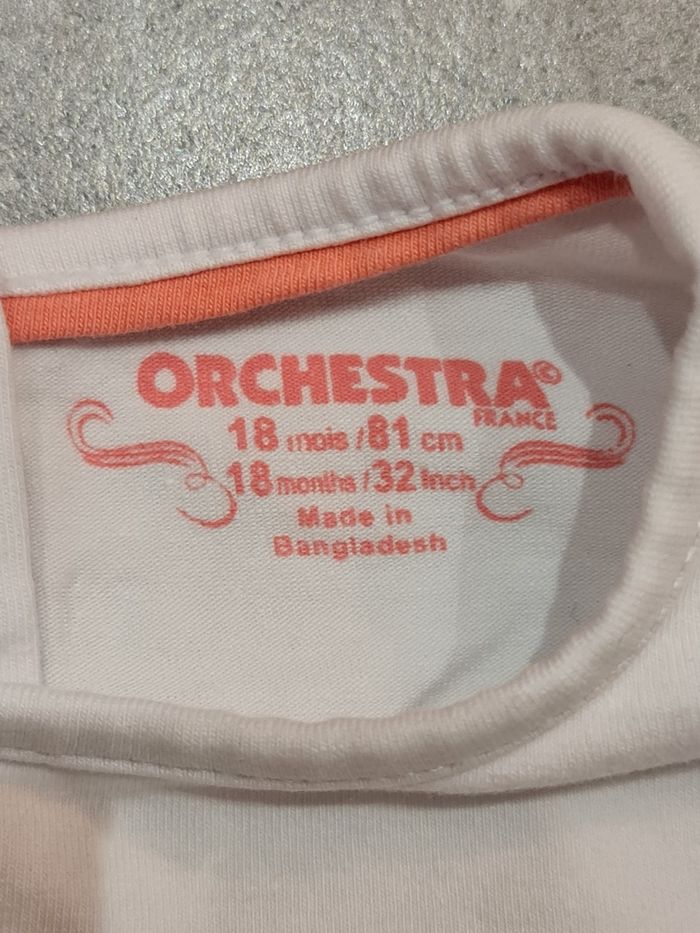 ORCHESTRA©
FRANCE
18 mois / 81 cm
18 months / 32 Inch
Made in
Bangladesh